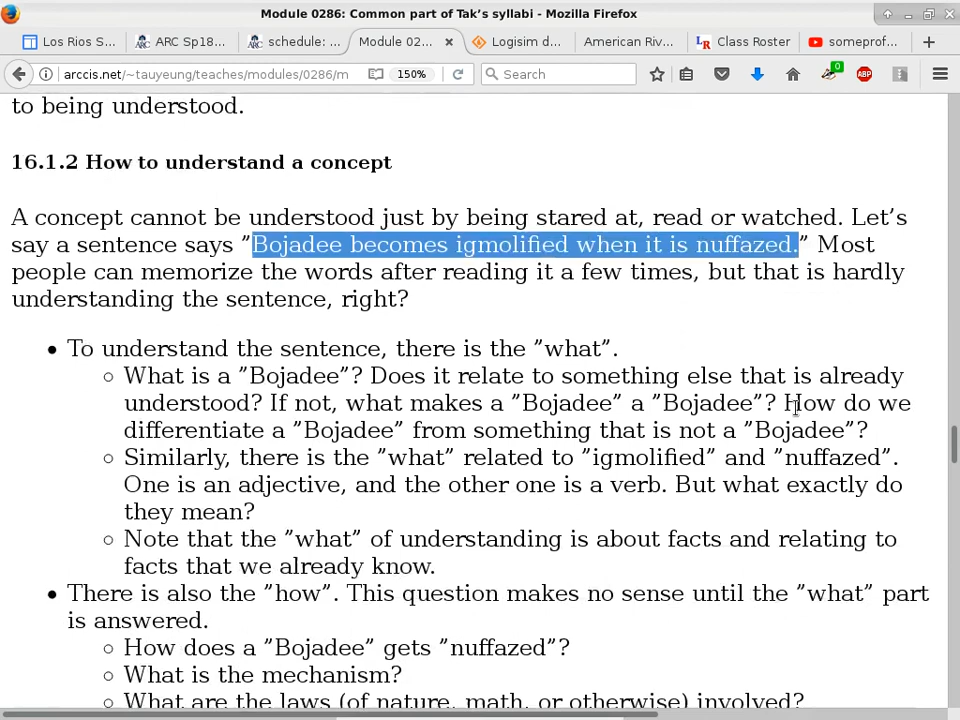 Module 0286: Common part of Tak's syllabi - Mozilla Firefox
Los Rios S... ARC Sp18... schedule: ... Module 02... Logisim d... American Riv... Class Roster someprof...
arccis.net/~tauyeung/teaches/modules/0286/m 150% Search 0 ABP
to being understood.
16.1.2 How to understand a concept
A concept cannot be understood just by being stared at, read or watched. Let’s
say a sentence says ”Bojadee becomes igmolified when it is nuffazed.” Most
people can memorize the words after reading it a few times, but that is hardly
understanding the sentence, right?
• To understand the sentence, there is the ”what”.
◦ What is a ”Bojadee”? Does it relate to something else that is already
understood? If not, what makes a ”Bojadee” a ”Bojadee”? How do we
differentiate a ”Bojadee” from something that is not a ”Bojadee”?
◦ Similarly, there is the ”what” related to ”igmolified” and ”nuffazed”.
One is an adjective, and the other one is a verb. But what exactly do
they mean?
◦ Note that the ”what” of understanding is about facts and relating to
facts that we already know.
• There is also the ”how”. This question makes no sense until the ”what” part
is answered.
◦ How does a ”Bojadee” gets ”nuffazed”?
◦ What is the mechanism?
◦ What are the laws (of nature, math, or otherwise) involved?